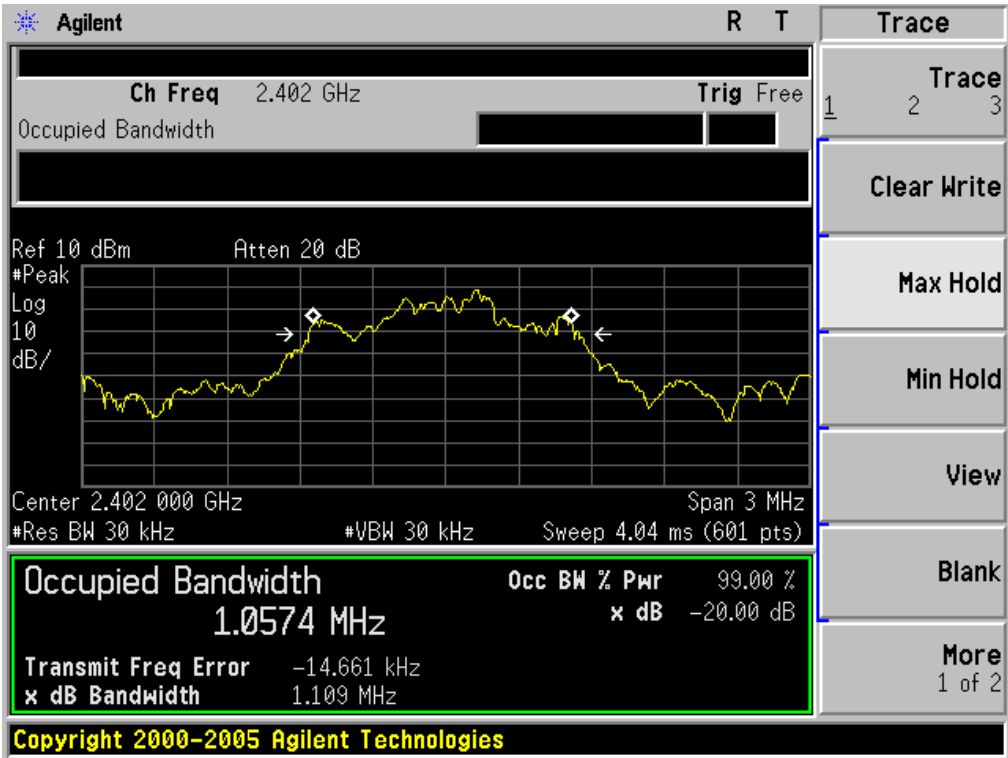 Agilent R T Trace
Ch Freq 2.402 GHz Trig Free
Occupied Bandwidth
Trace
1 2 3
Clear Write
Max Hold
Min Hold
View
Blank
More
1 of 2
Ref 10 dBm Atten 20 dB
#Peak
Log
10
dB/
Center 2.402 000 GHz Span 3 MHz
#Res BW 30 kHz #VBW 30 kHz Sweep 4.04 ms (601 pts)
Occupied Bandwidth Occ BW % Pwr 99.00 %
1.0574 MHz x dB -20.00 dB
Transmit Freq Error -14.661 kHz
x dB Bandwidth 1.109 MHz
Copyright 2000-2005 Agilent Technologies